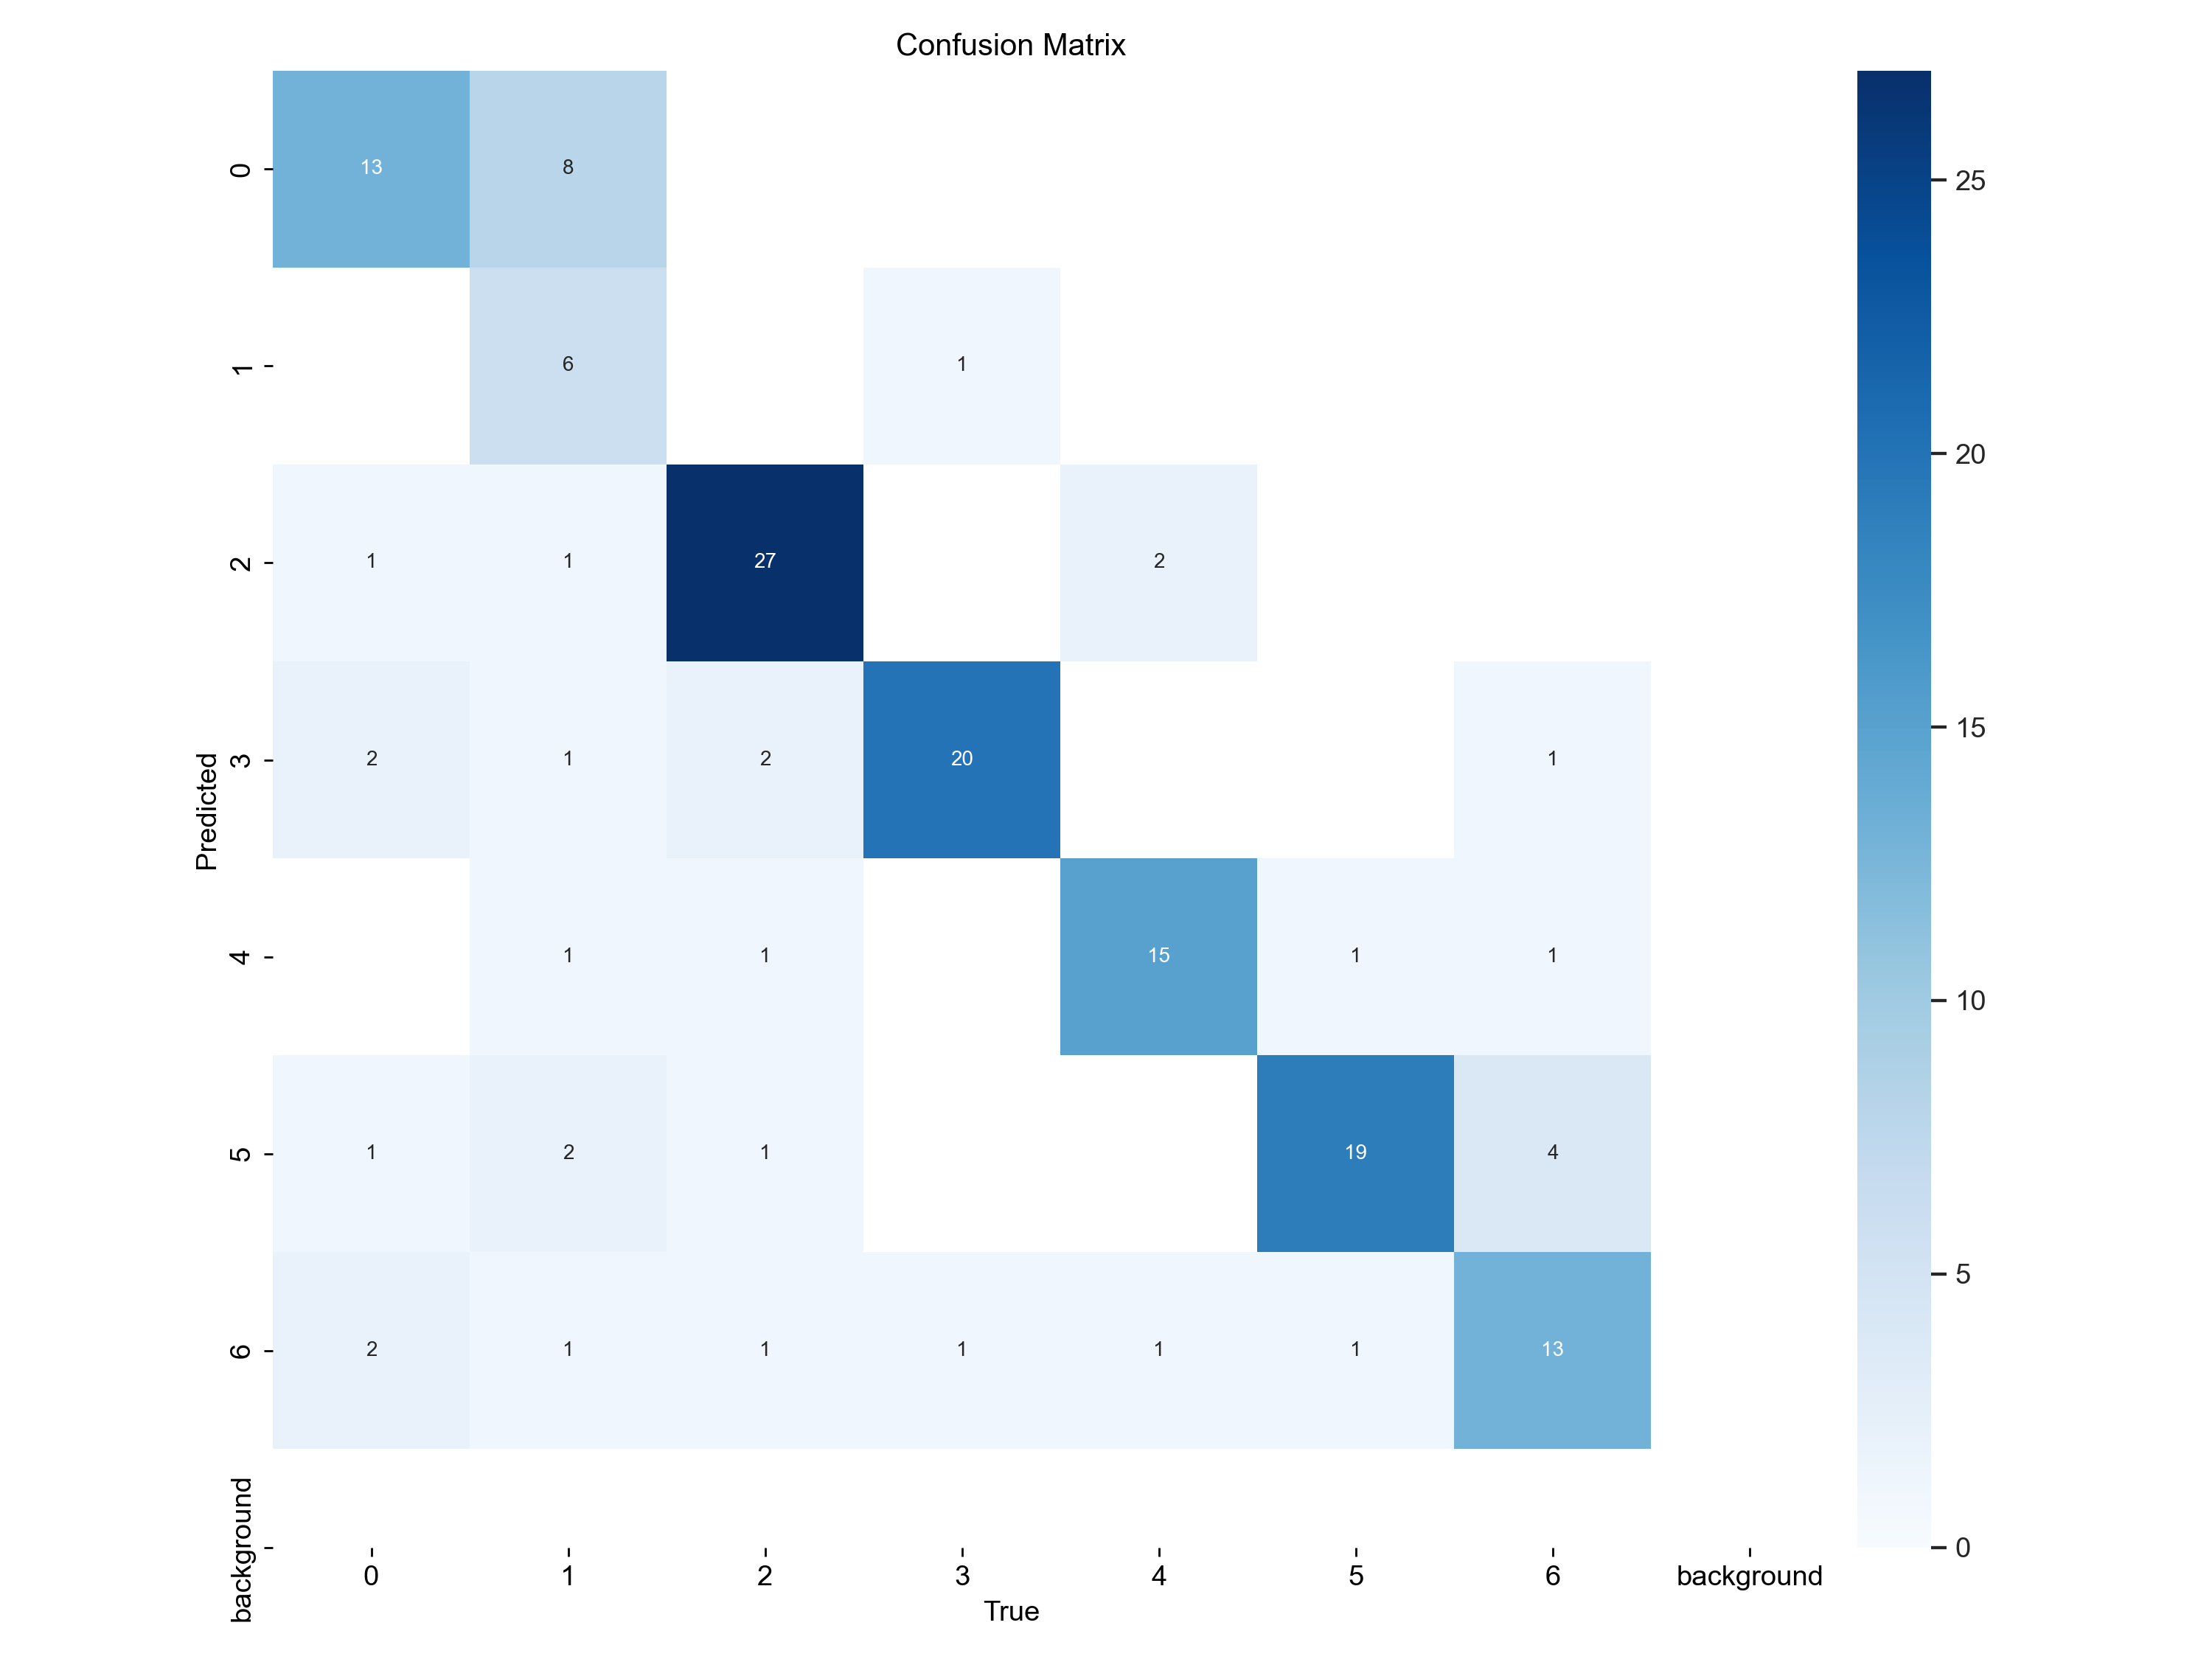 Confusion Matrix
Predicted
0 13 8
1 6 1
2 1 1 27 2
3 2 1 2 20 1
4 1 1 15 1 1
5 1 2 1 19 4
6 2 1 1 1 1 1 13
background
0 1 2 3 4 5 6 background
True
25
20
15
10
5
0